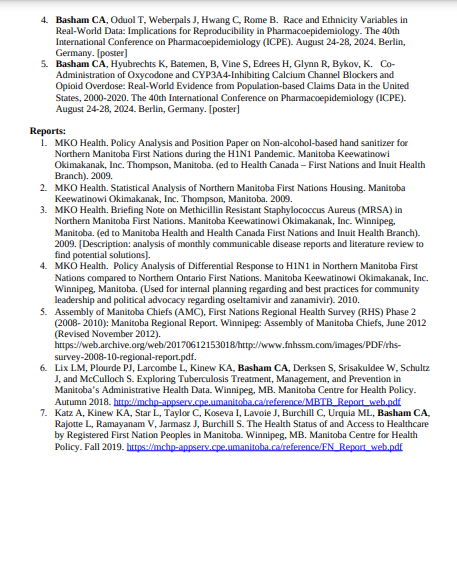 4. Basham CA, Oduol T, Weberpals J, Hwang C, Rome B. Race and Ethnicity Variables in
Real-World Data: Implications for Reproducibility in Pharmacoepidemiology. The 40th
International Conference on Pharmacoepidemiology (ICPE). August 24-28, 2024. Berlin,
Germany. [poster]
5. Basham CA, Hyubrechts K, Batemen, B, Vine S, Edrees H, Glynn R, Bykov, K. Co-
Administration of Oxycodone and CYP3A4-Inhibiting Calcium Channel Blockers and
Opioid Overdose: Real-World Evidence from Population-based Claims Data in the United
States, 2000-2020. The 40th International Conference on Pharmacoepidemiology (ICPE).
August 24-28, 2024. Berlin, Germany. [poster]
Reports:
1. MKO Health. Policy Analysis and Position Paper on Non-alcohol-based hand sanitizer for
Northern Manitoba First Nations during the H1N1 Pandemic. Manitoba Keewatinowi
Okimakanak, Inc. Thompson, Manitoba. (ed to Health Canada – First Nations and Inuit Health
Branch). 2009.
2. MKO Health. Statistical Analysis of Northern Manitoba First Nations Housing. Manitoba
Keewatinowi Okimakanak, Inc. Thompson, Manitoba. 2009.
3. MKO Health. Briefing Note on Methicillin Resistant Staphylococcus Aureus (MRSA) in
Northern Manitoba First Nations. Manitoba Keewatinowi Okimakanak, Inc. Winnipeg,
Manitoba. (ed to Manitoba Health and Health Canada First Nations and Inuit Health Branch).
2009. [Description: analysis of monthly communicable disease reports and literature review to
find potential solutions].
4. MKO Health. Policy Analysis of Differential Response to H1N1 in Northern Manitoba First
Nations compared to Northern Ontario First Nations. Manitoba Keewatinowi Okimakanak, Inc.
Winnipeg, Manitoba. (Used for internal planning regarding and best practices for community
leadership and political advocacy regarding oseltamivir and zanamivir). 2010.
5. Assembly of Manitoba Chiefs (AMC), First Nations Regional Health Survey (RHS) Phase 2
(2008- 2010): Manitoba Regional Report. Winnipeg: Assembly of Manitoba Chiefs, June 2012
(Revised November 2012).
https://web.archive.org/web/20170612153018/http://www.fnhssm.com/images/PDF/rhs-
survey-2008-10-regional-report.pdf.
6. Lix LM, Plourde PJ, Larcombe L, Kinew KA, Basham CA, Derksen S, Srisakuldee W, Schultz
J, and McCulloch S. Exploring Tuberculosis Treatment, Management, and Prevention in
Manitoba's Administrative Health Data. Winnipeg, MB. Manitoba Centre for Health Policy.
Autumn 2018. http://mchp-appserv.cpe.umanitoba.ca/reference/MBTB_Report_web.pdf
7. Katz A, Kinew KA, Star L, Taylor C, Koseva I, Lavoie J, Burchill C, Urquia ML, Basham CA,
Rajotte L, Ramayanam V, Jarmasz J, Burchill S. The Health Status of and Access to Healthcare
by Registered First Nation Peoples in Manitoba. Winnipeg, MB. Manitoba Centre for Health
Policy. Fall 2019. https://mchp-appserv.cpe.umanitoba.ca/reference/FN_Report_web.pdf